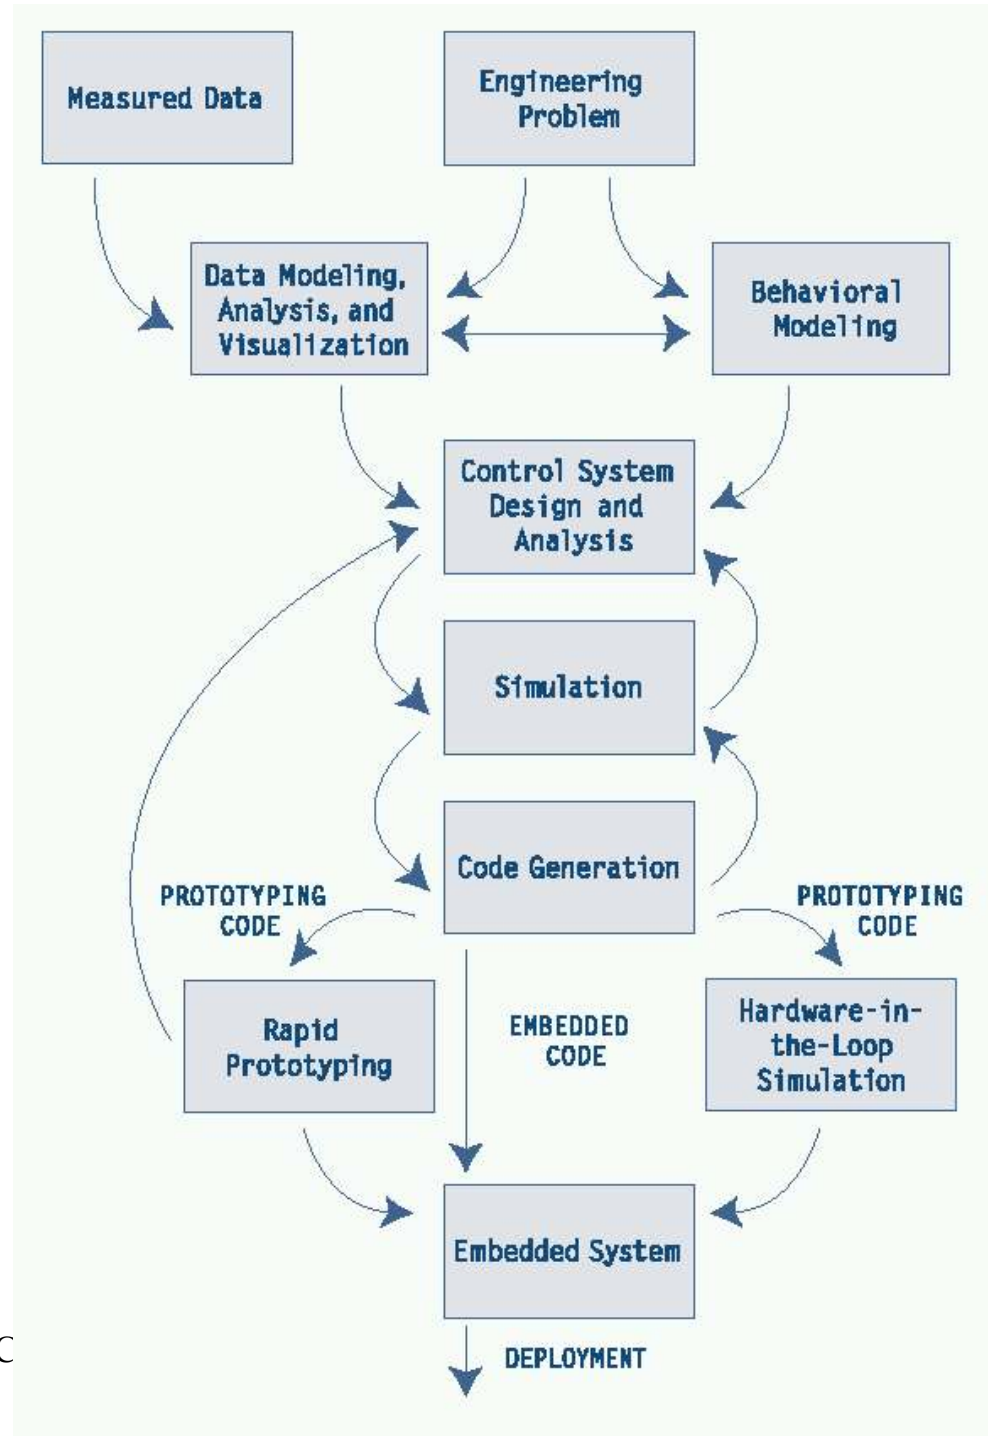 Measured Data
Engineering
Problem
Data Modeling,
Analysis, and
Visualization
Behavioral
Modeling
Control System
Design and
Analysis
Simulation
Code Generation
PROTOTYPING
CODE
PROTOTYPING
CODE
Rapid
Prototyping
EMBEDDED
CODE
Hardware-in-
the-Loop
Simulation
Embedded System
DEPLOYMENT